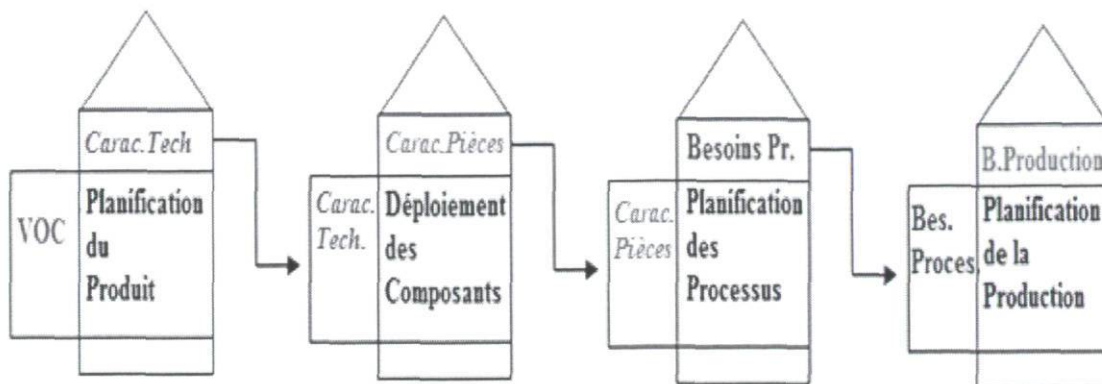 Carac.Tech
VOC
Planification
du
Produit
Carac.Pièces
Carac.
Tech.
Déploiement
des
Composants
Besoins Pr.
Carac.
Pièces
Planification
des
Processus
B.Production
Bes.
Proces.
Planification
de la
Production